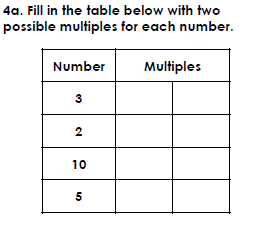 4a. Fill in the table below with two
possible multiples for each number.
Number Multiples
3
2
10
5